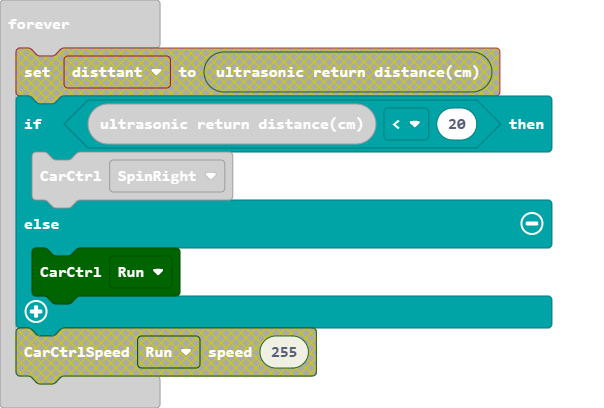 forever
set disttant to ultrasonic return distance(cm)
if ultrasonic return distance(cm) < 20 then
CarCtrl SpinRight
else
CarCtrl Run
CarCtrlSpeed Run speed 255